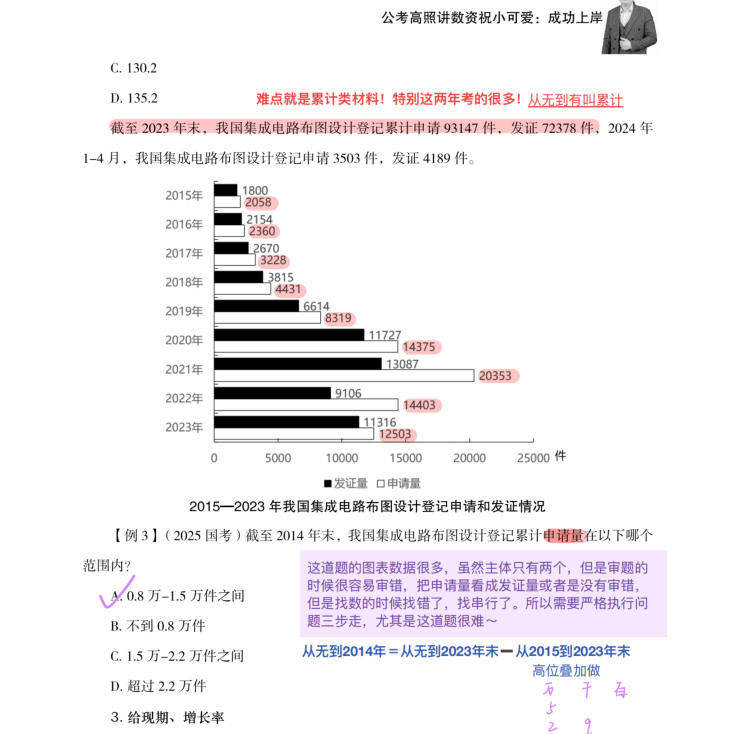 公考高照讲数资祝小可爱：成功上岸
C. 130.2
D. 135.2
难点就是累计类材料！特别这两年考的很多！从无到有叫累计
截至 2023 年末，我国集成电路布图设计登记累计申请 93147 件，发证 72378 件，2024 年
1-4 月，我国集成电路布图设计登记申请 3503 件，发证 4189 件。
2015年
1800
2058
2016年
2154
2360
2017年
2670
3228
2018年
3815
4431
2019年
6614
8319
2020年
11727
14375
2021年
13087
20353
2022年
9106
14403
2023年
11316
12503
0 5000 10000 15000 20000 25000 件
■发证量 □申请量
2015—2023 年我国集成电路布图设计登记申请和发证情况
【例 3】（2025 国考）截至 2014 年末，我国集成电路布图设计登记累计申请量在以下哪个
范围内？
这道题的图表数据很多，虽然主体只有两个，但是审题的
时候很容易审错，把申请量看成发证量或者是没有审错，
但是找数的时候找错了，找串行了。所以需要严格执行问
题三步走，尤其是这道题很难～
A. 0.8 万-1.5 万件之间
B. 不到 0.8 万件
C. 1.5 万-2.2 万件之间
D. 超过 2.2 万件
从无到2014年＝从无到2023年末－从2015到2023年末
高位叠加做
万 千 百
5
2 9
3. 给现期、增长率